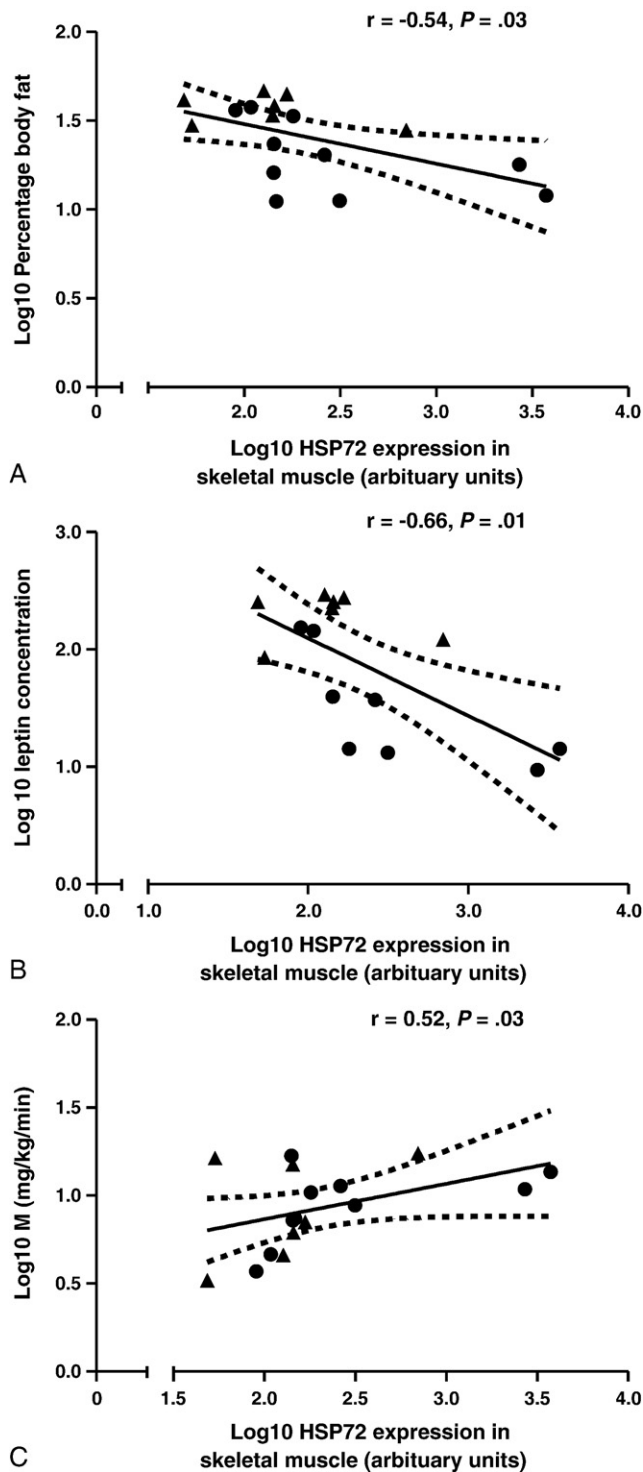 r = -0.54, P = .03
2.0
1.5
1.0
0.5
0.0
Log10 Percentage body fat
0 2.0 2.5 3.0 3.5 4.0
Log10 HSP72 expression in
skeletal muscle (arbituary units)
A
r = -0.66, P = .01
3.0
2.0
1.0
0.0
Log 10 leptin concentration
0.0 1.0 2.0 3.0 4.0
Log10 HSP72 expression in
skeletal muscle (arbituary units)
B
r = 0.52, P = .03
2.0
1.5
1.0
0.5
0.0
Log10 M (mg/kg/min)
0 1.5 2.0 2.5 3.0 3.5 4.0
Log10 HSP72 expression in
skeletal muscle (arbituary units)
C